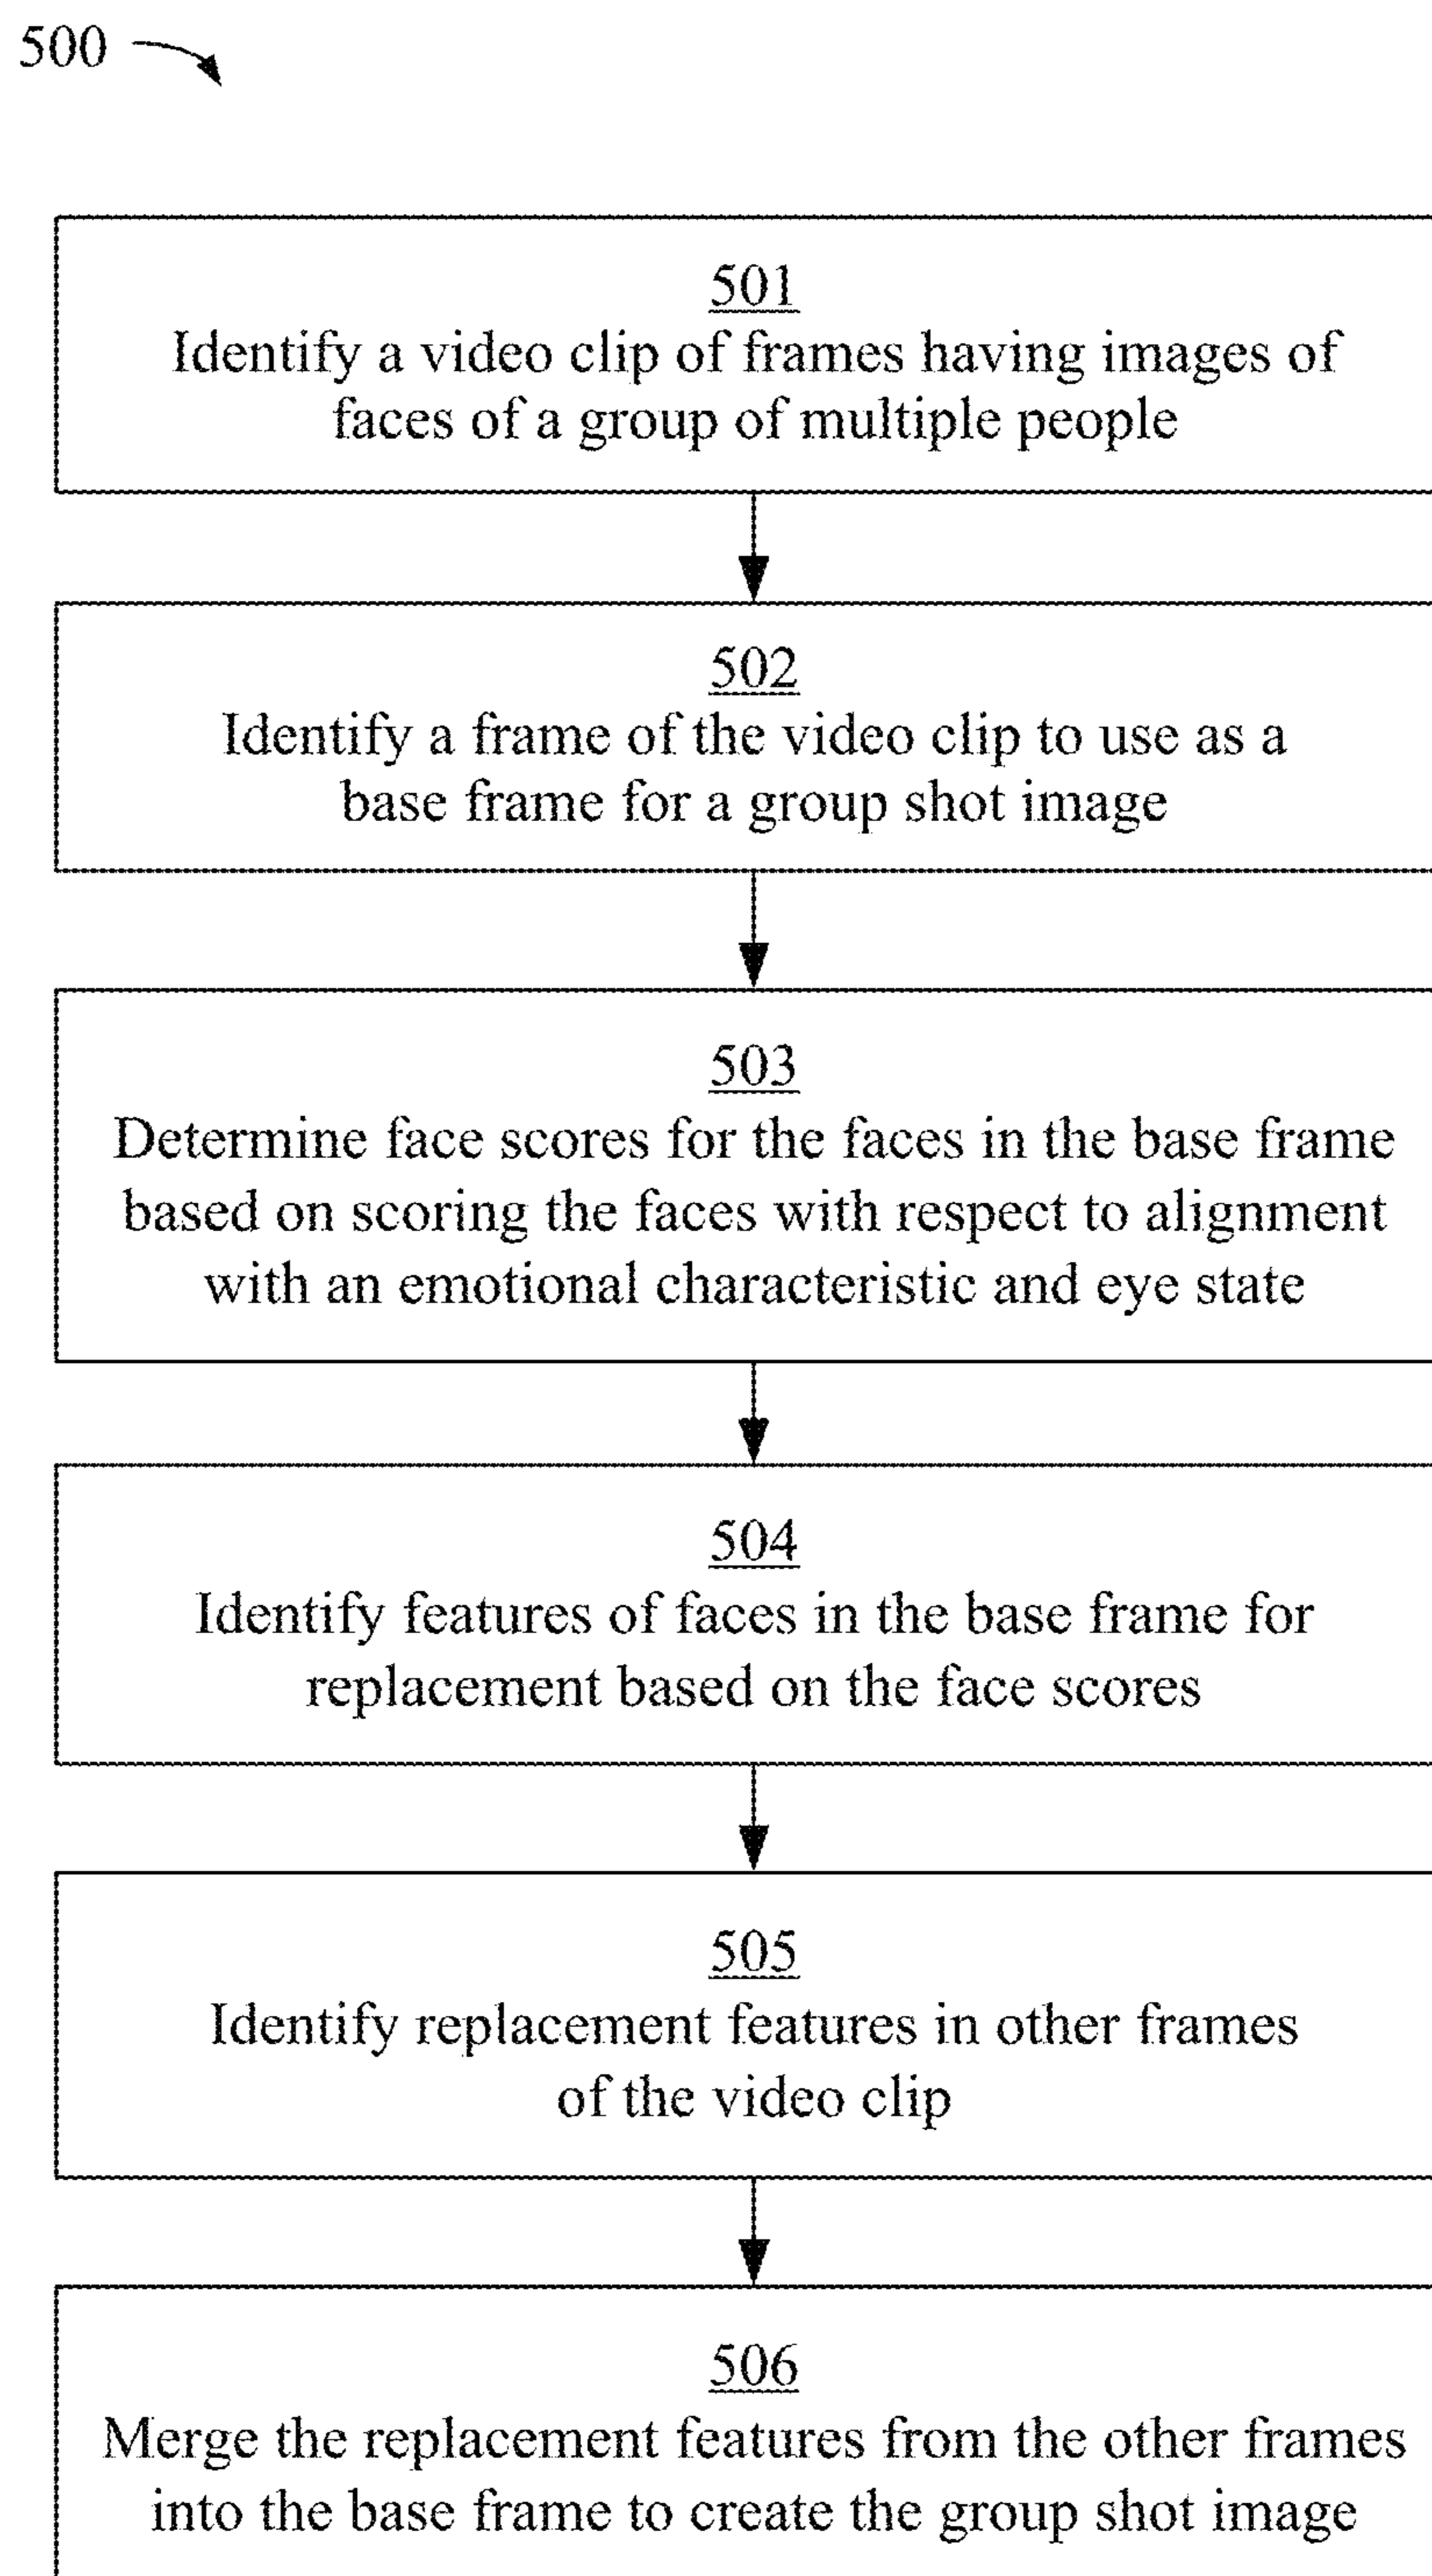 500
501
Identify a video clip of frames having images of
faces of a group of multiple people
502
Identify a frame of the video clip to use as a
base frame for a group shot image
503
Determine face scores for the faces in the base frame
based on scoring the faces with respect to alignment
with an emotional characteristic and eye state
504
Identify features of faces in the base frame for
replacement based on the face scores
505
Identify replacement features in other frames
of the video clip
506
Merge the replacement features from the other frames
into the base frame to create the group shot image